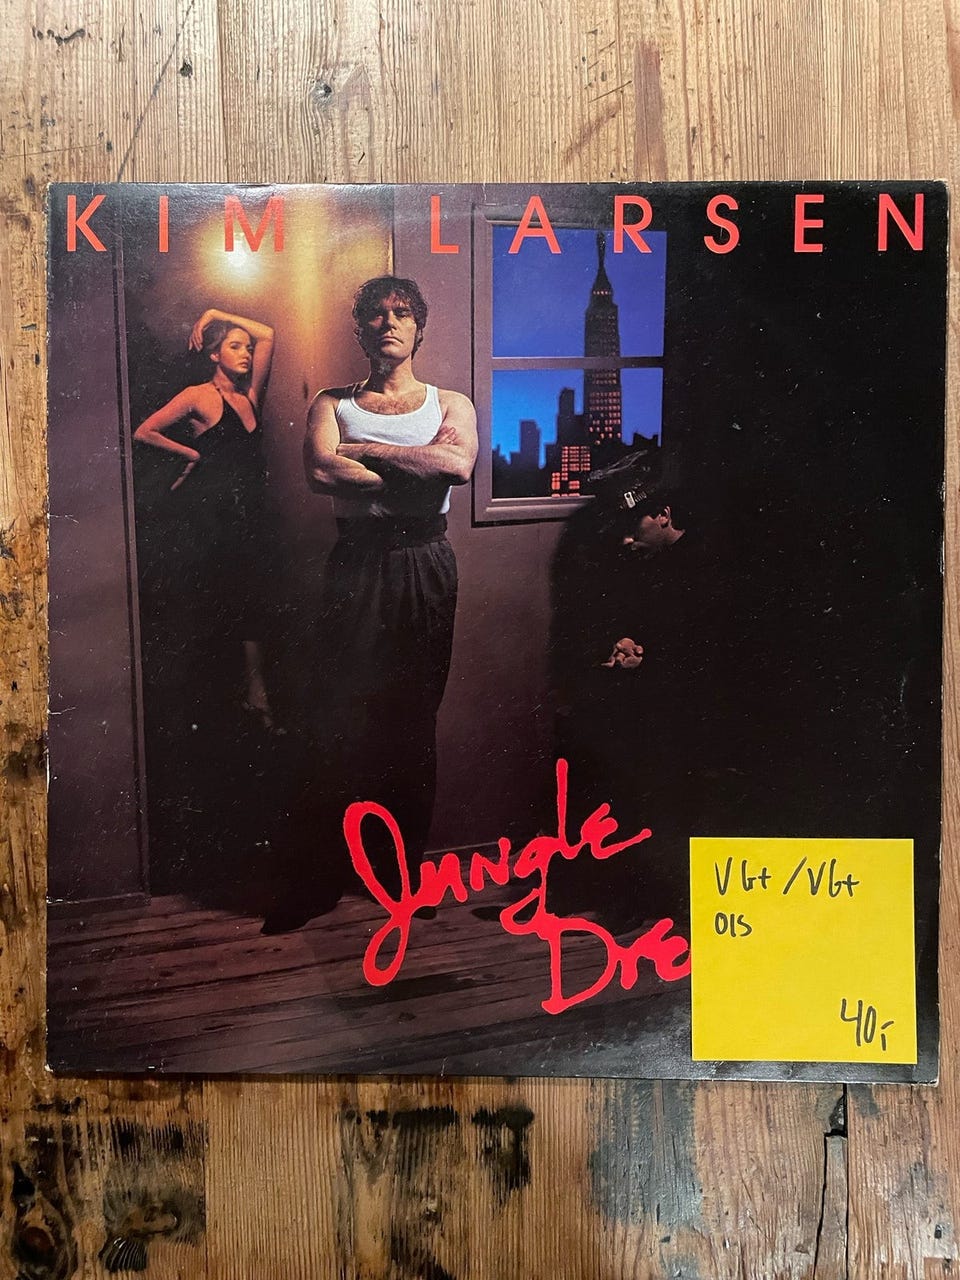 KIM LARSEN
Jungle
Dre
VG+/VG+
OIS
40,-